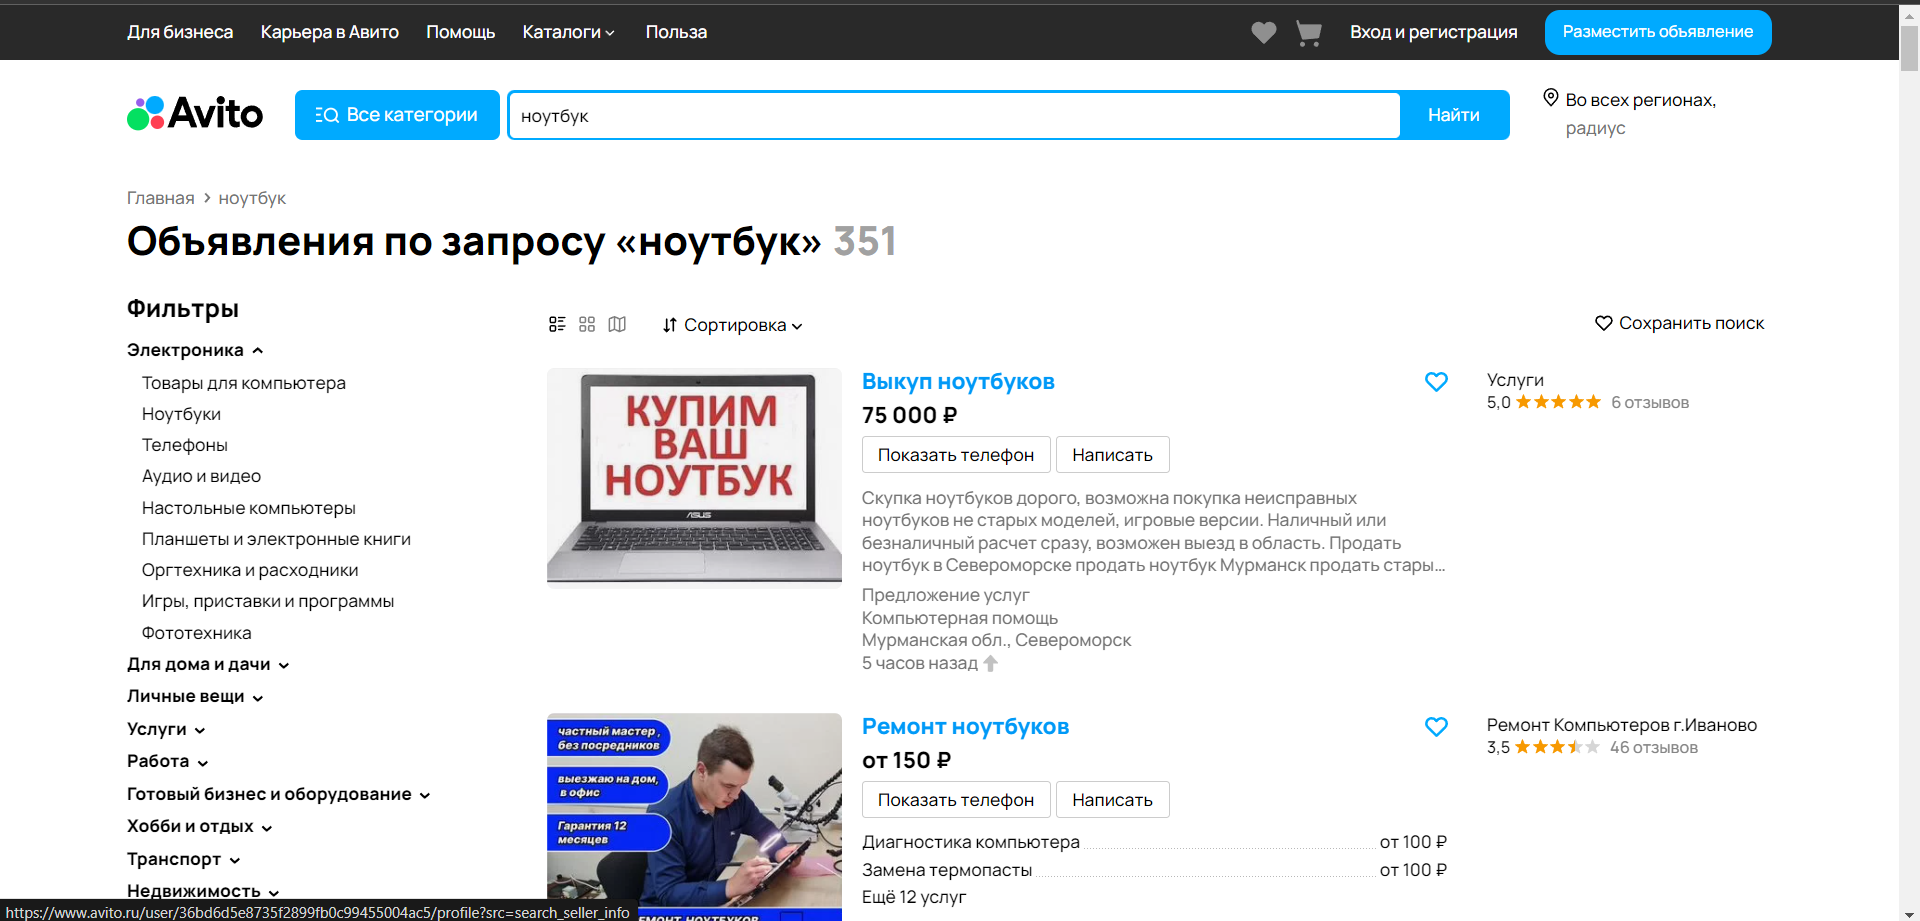 Для бизнеса
Карьера в Авито
Помощь
Каталоги
Польза
Вход и регистрация
Разместить объявление
Avito
Все категории
ноутбук
Найти
Во всех регионах,
радиус
Главная
ноутбук
Объявления по запросу «ноутбук» 351
Фильтры
Электроника
Товары для компьютера
Ноутбуки
Телефоны
Аудио и видео
Настольные компьютеры
Планшеты и электронные книги
Оргтехника и расходники
Игры, приставки и программы
Фототехника
Для дома и дачи
Личные вещи
Услуги
Работа
Готовый бизнес и оборудование
Хобби и отдых
Транспорт
Недвижимость
Сортировка
Сохранить поиск
КУПИМ
ВАШ
НОУТБУК
ASUS
Выкуп ноутбуков
75 000 ₽
Показать телефон
Написать
Скупка ноутбуков дорого, возможна покупка неисправных
ноутбуков не старых моделей, игровые версии. Наличный или
безналичный расчет сразу, возможен выезд в область. Продать
ноутбук в Североморске продать ноутбук Мурманск продать стары…
Предложение услуг
Компьютерная помощь
Мурманская обл., Североморск
5 часов назад
Услуги
5,0
6 отзывов
частный мастер ,
без посредников
выезжаю на дом,
в офис
Гарантия 12
месяцев
РЕМОНТ НОУТБУКОВ
Ремонт ноутбуков
от 150 ₽
Показать телефон
Написать
Диагностика компьютера от 100 ₽
Замена термопасты от 100 ₽
Ещё 12 услуг
Ремонт Компьютеров г.Иваново
3,5
46 отзывов
https://www.avito.ru/user/36bd6d5e8735f2899fb0c99455004ac5/profile?src=search_seller_info